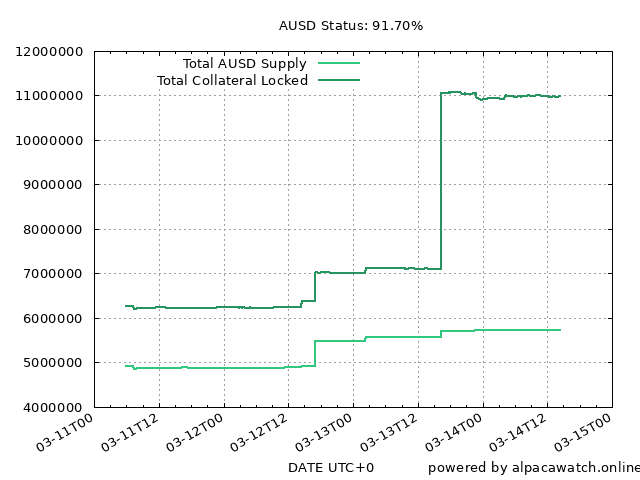 AUSD Status: 91.70%
12000000
11000000
10000000
9000000
8000000
7000000
6000000
5000000
4000000
Total AUSD Supply
Total Collateral Locked
03-11T00
03-11T12
03-12T00
03-12T12
03-13T00
03-13T12
03-14T00
03-14T12
03-15T00
DATE UTC+0
powered by alpacawatch.online